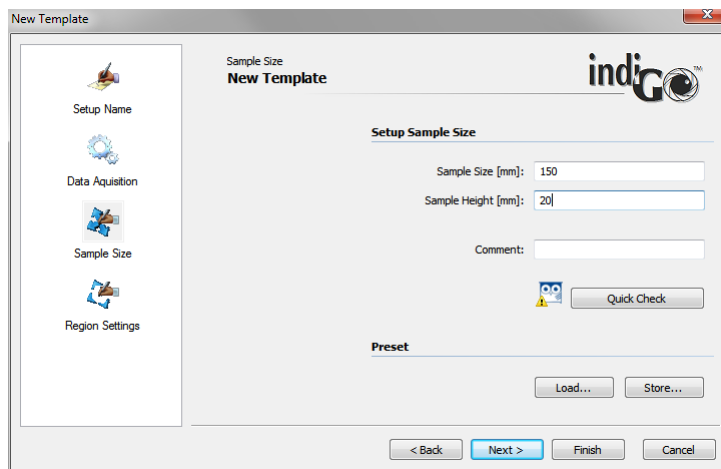 New Template
X
Setup Name
Data Aquisition
Sample Size
Region Settings
Sample Size
New Template
indiGO™
Setup Sample Size
Sample Size [mm]: 150
Sample Height [mm]: 20
Comment:
Quick Check
Preset
Load... Store...
< Back Next > Finish Cancel